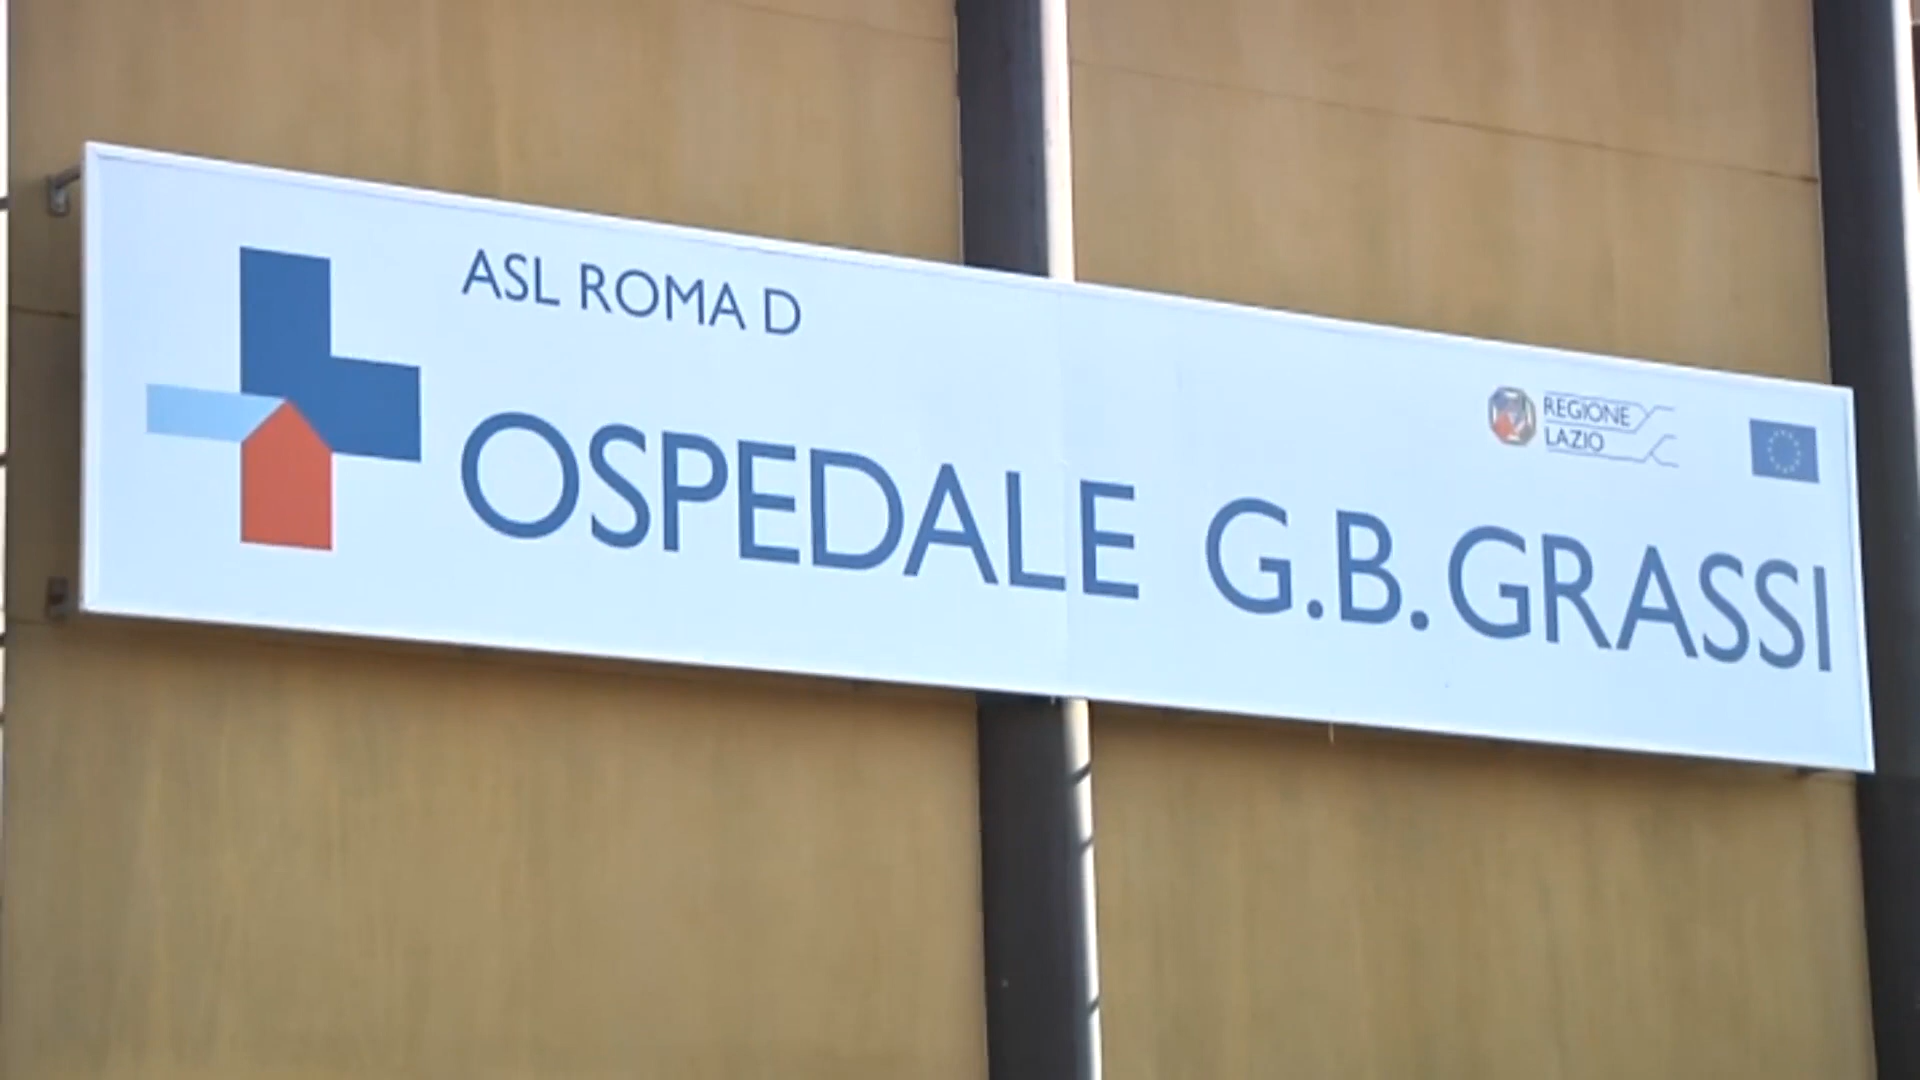 ASL ROMA D
OSPEDALE G.B. GRASSI
REGIONE
LAZIO